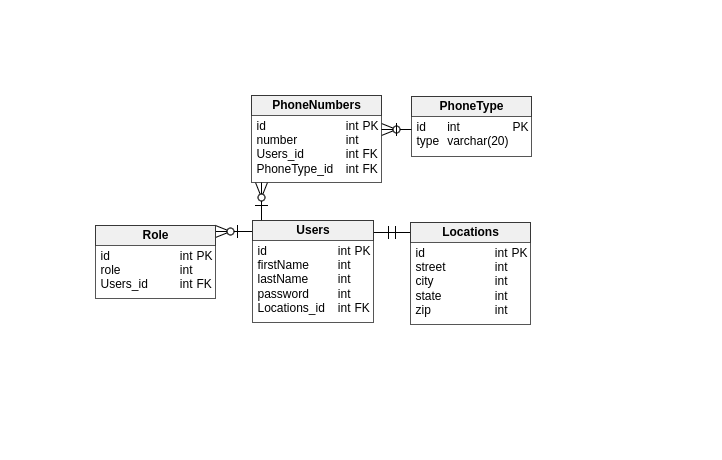 PhoneNumbers
id int PK
number int
Users_id int FK
PhoneType_id int FK
PhoneType
id int PK
type varchar(20)
Role
id int PK
role int
Users_id int FK
Users
id int PK
firstName int
lastName int
password int
Locations_id int FK
Locations
id int PK
street int
city int
state int
zip int